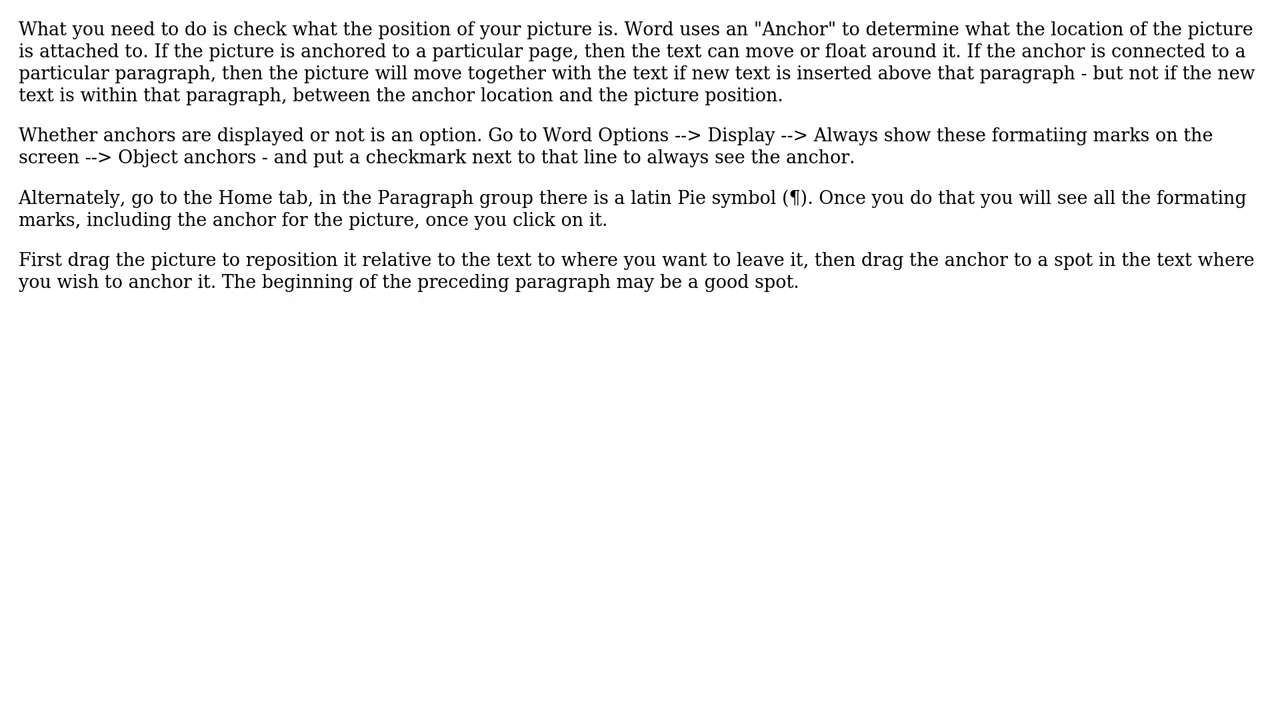 What you need to do is check what the position of your picture is. Word uses an "Anchor" to determine what the location of the picture
is attached to. If the picture is anchored to a particular page, then the text can move or float around it. If the anchor is connected to a
particular paragraph, then the picture will move together with the text if new text is inserted above that paragraph - but not if the new
text is within that paragraph, between the anchor location and the picture position.
Whether anchors are displayed or not is an option. Go to Word Options --> Display --> Always show these formatiing marks on the
screen --> Object anchors - and put a checkmark next to that line to always see the anchor.
Alternately, go to the Home tab, in the Paragraph group there is a latin Pie symbol (¶). Once you do that you will see all the formating
marks, including the anchor for the picture, once you click on it.
First drag the picture to reposition it relative to the text to where you want to leave it, then drag the anchor to a spot in the text where
you wish to anchor it. The beginning of the preceding paragraph may be a good spot.